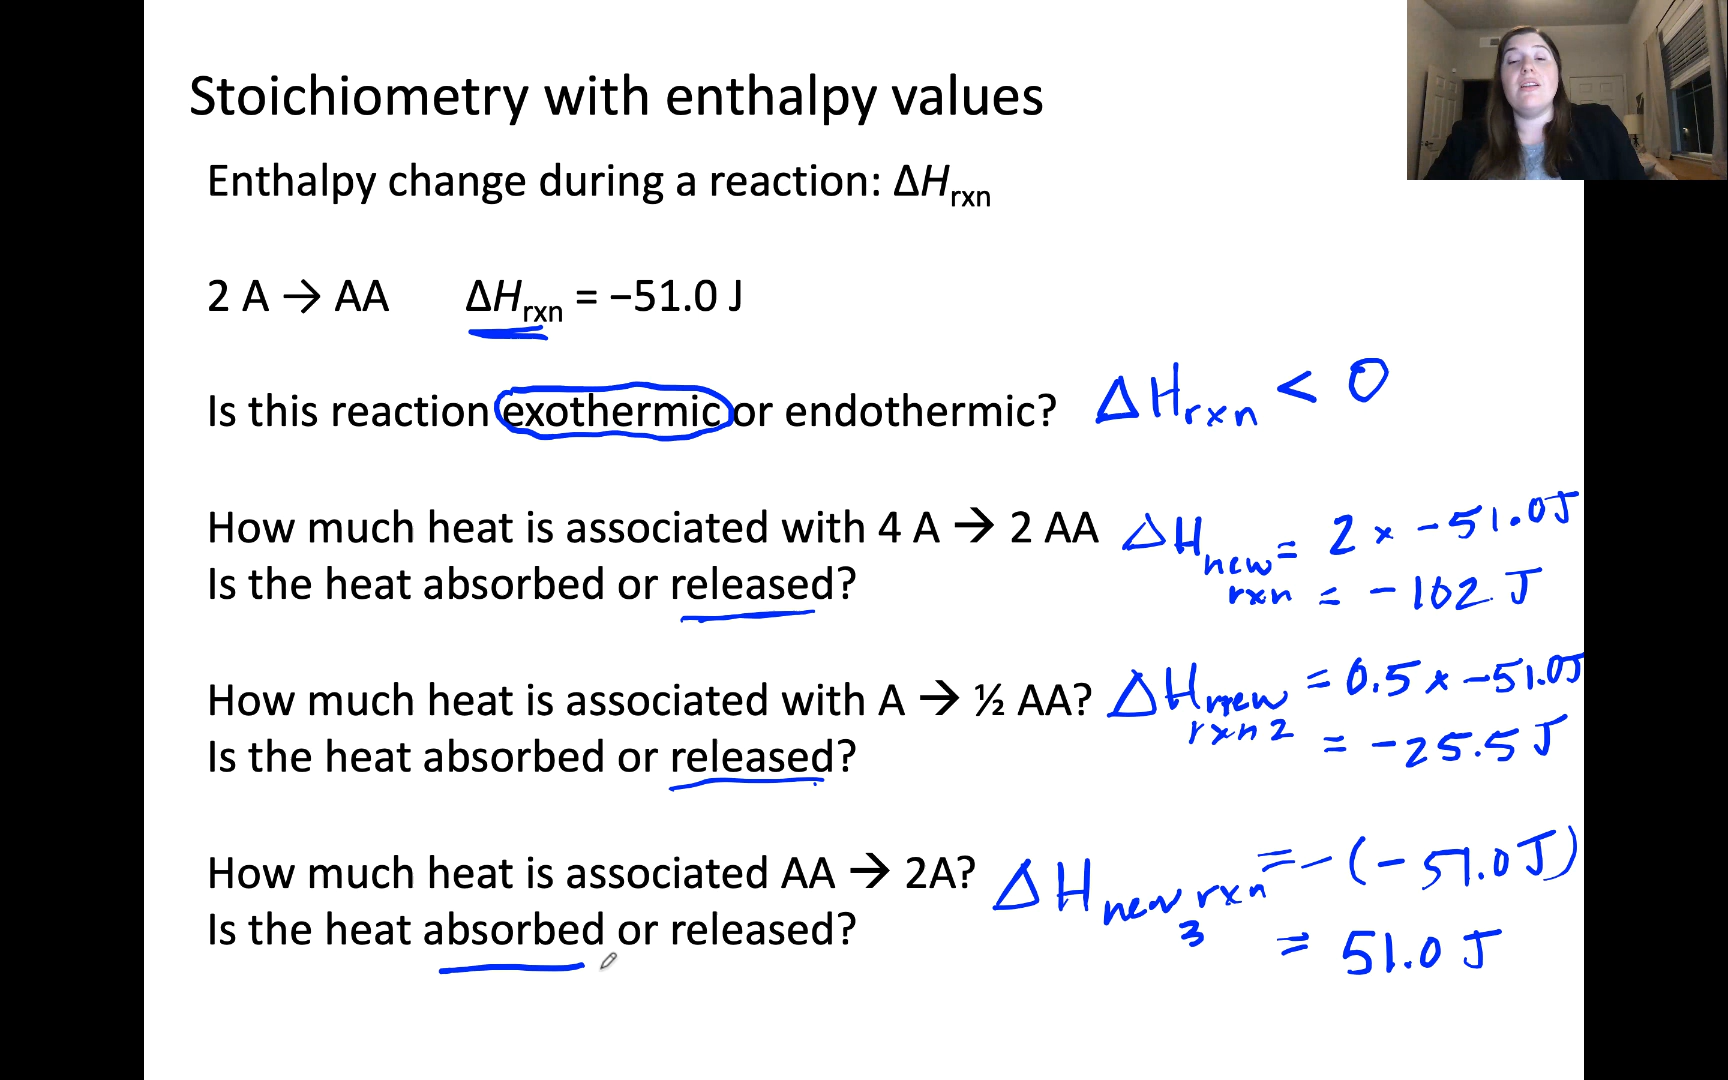 Stoichiometry with enthalpy values
Enthalpy change during a reaction: ΔHrxn
2 A → AA ΔHrxn = −51.0 J
Is this reaction exothermic or endothermic? ΔHrxn < 0
How much heat is associated with 4 A → 2 AA ΔHnew rxn = 2 × -51.0J
Is the heat absorbed or released? = -102 J
How much heat is associated with A → ½ AA? ΔHnew rxn 2 = 0.5 × -51.0J
Is the heat absorbed or released? = -25.5 J
How much heat is associated AA → 2A? ΔHnew rxn 3 = -(-51.0 J)
Is the heat absorbed or released? = 51.0 J